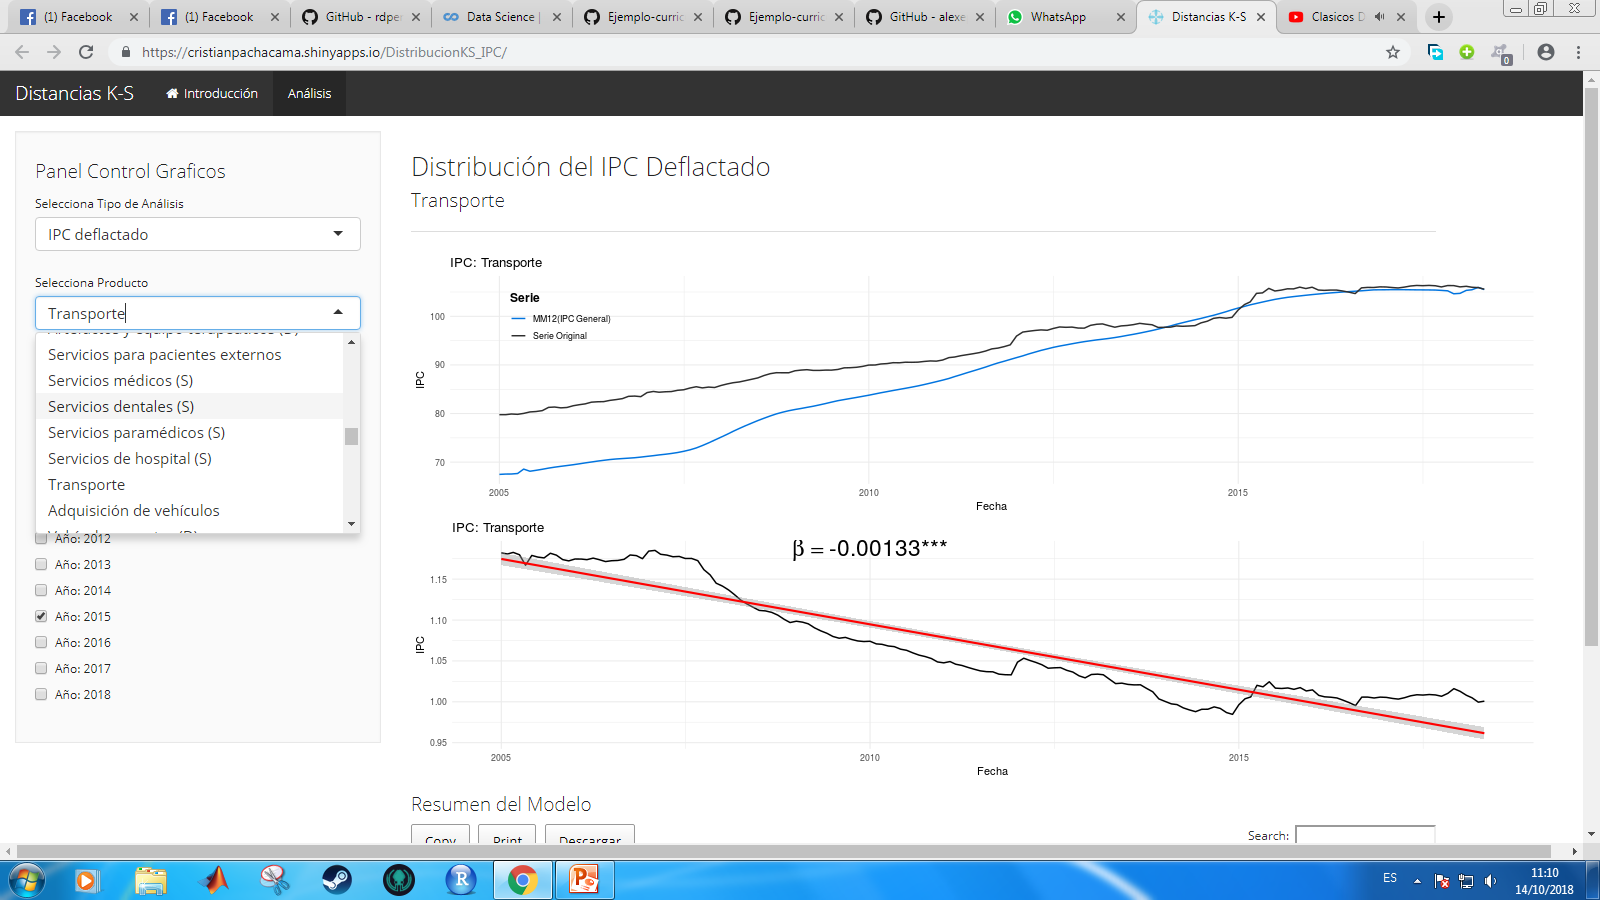 (1) Facebook
(1) Facebook
GitHub - rdpe
Data Science |
Ejemplo-curric
Ejemplo-curric
GitHub - alexe
WhatsApp
Distancias K-S
Clasicos D
https://cristianpachacama.shinyapps.io/DistribucionKS_IPC/
0
Distancias K-S
Introducción
Análisis
Panel Control Graficos
Selecciona Tipo de Análisis
IPC deflactado
Selecciona Producto
Transporte
Artefactos y equipo terapeúticos (D)
Servicios para pacientes externos
Servicios médicos (S)
Servicios dentales (S)
Servicios paramédicos (S)
Servicios de hospital (S)
Transporte
Adquisición de vehículos
Año: 2012
Año: 2013
Año: 2014
Año: 2015
Año: 2016
Año: 2017
Año: 2018
Distribución del IPC Deflactado
Transporte
IPC: Transporte
Serie
MM12(IPC General)
Serie Original
100
90
80
70
IPC
2005
2010
2015
Fecha
IPC: Transporte
β = -0.00133***
1.15
1.10
1.05
1.00
0.95
IPC
2005
2010
2015
Fecha
Resumen del Modelo
Copy
Print
Descargar
Search:
ES
11:10
14/10/2018